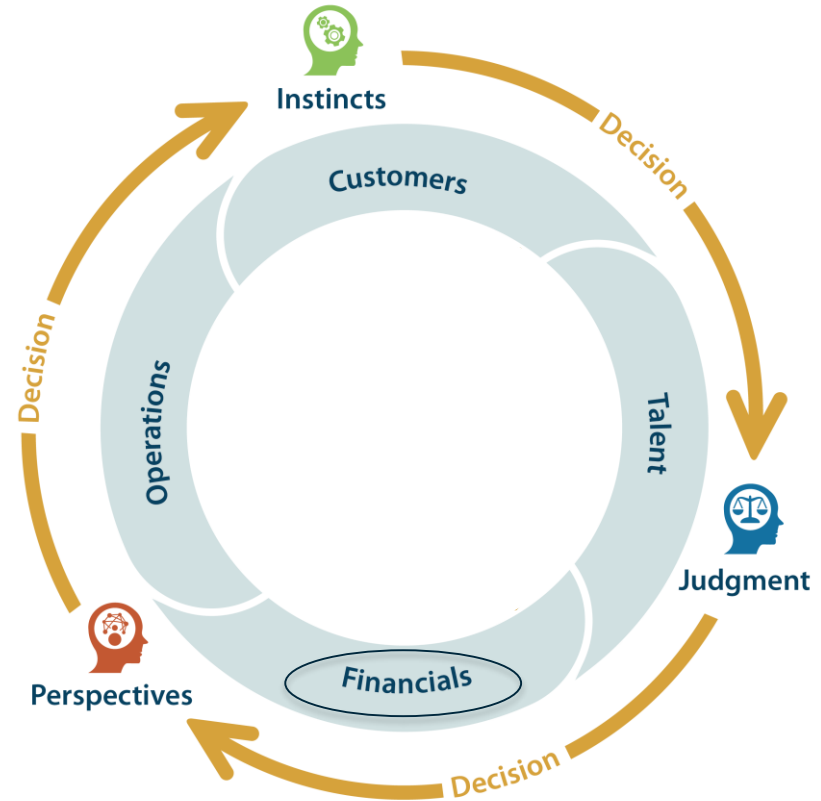 Instincts
Decision
Customers
Talent
Judgment
Decision
Financials
Perspectives
Operations
Decision